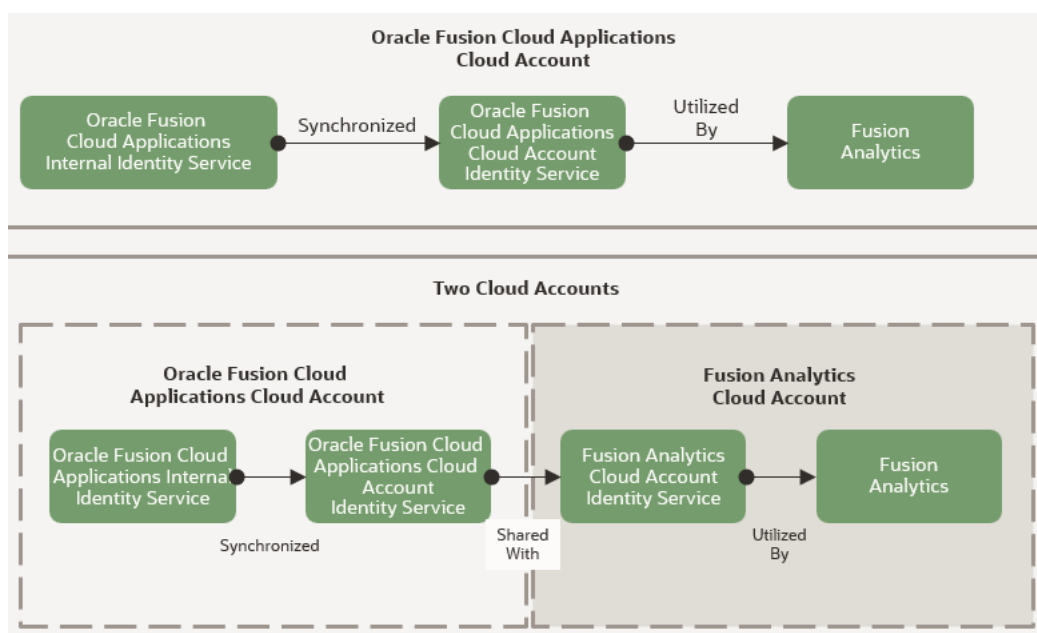 Oracle Fusion Cloud Applications
Cloud Account
Oracle Fusion
Cloud Applications
Internal Identity Service
Synchronized
Oracle Fusion
Cloud Applications
Cloud Account
Identity Service
Utilized
By
Fusion
Analytics
Two Cloud Accounts
Oracle Fusion Cloud
Applications Cloud Account
Oracle Fusion Cloud
Applications Internal
Identity Service
Synchronized
Oracle Fusion Cloud
Applications Cloud
Account
Identity Service
Shared
With
Fusion Analytics
Cloud Account
Fusion Analytics
Cloud Account
Identity Service
Utilized
By
Fusion
Analytics